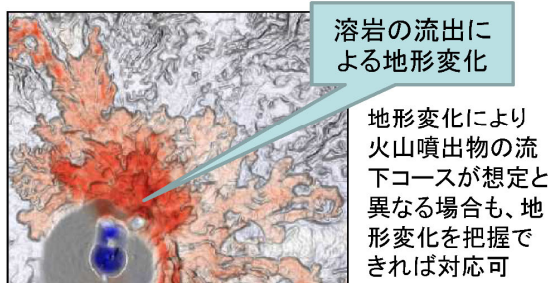 溶岩の流出に
よる地形変化
地形変化により
火山噴出物の流
下コースが想定と
異なる場合も、地
形変化を把握で
きれば対応可